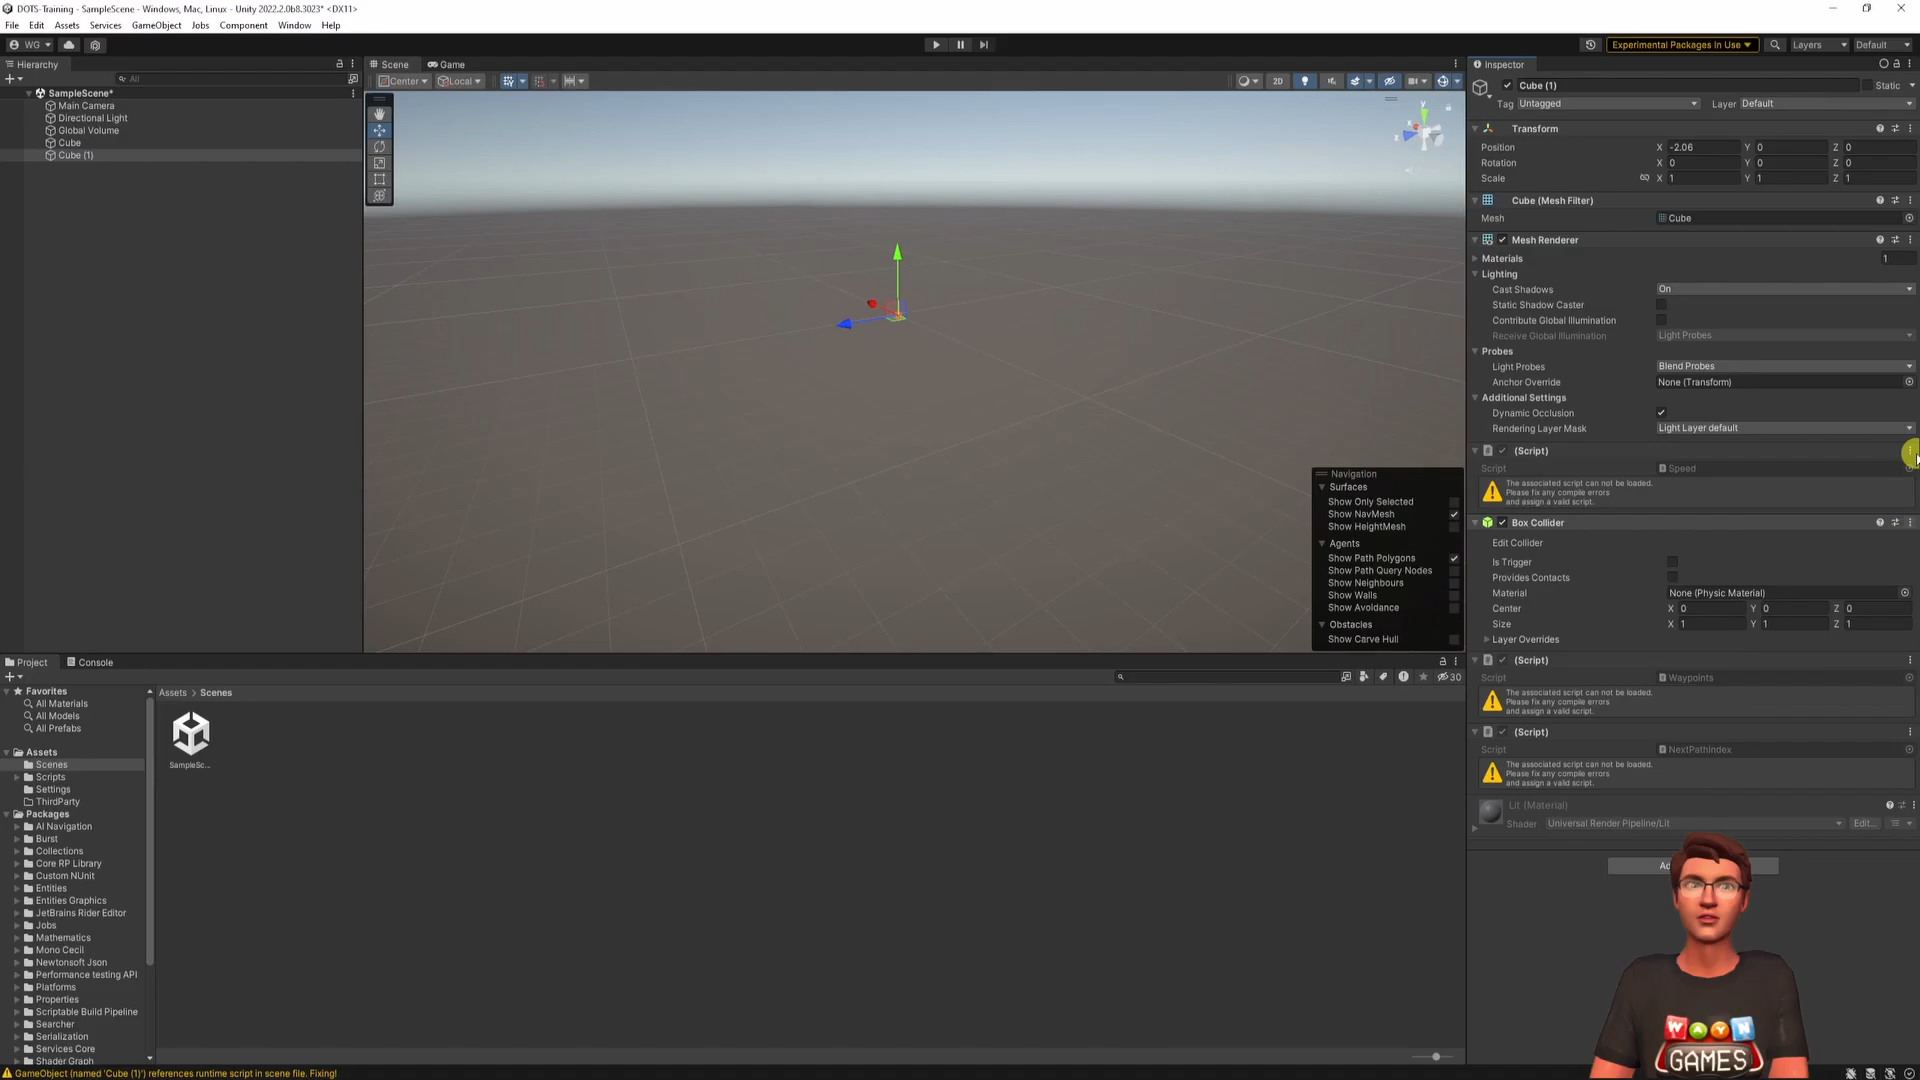 DOTS-Training - SampleScene - Windows, Mac, Linux - Unity 2022.2.0b8.3023* <DX11>
File Edit Assets Services GameObject Jobs Component Window Help
WG
Experimental Packages In Use
Layers
Default
Hierarchy
All
SampleScene*
Main Camera
Directional Light
Global Volume
Cube
Cube (1)
Scene
Game
Center
Local
2D
y
x
z
Navigation
Surfaces
Show Only Selected
Show NavMesh
Show HeightMesh
Agents
Show Path Polygons
Show Path Query Nodes
Show Neighbours
Show Walls
Show Avoidance
Obstacles
Show Carve Hull
Inspector
Cube (1)
Static
Tag Untagged
Layer Default
Transform
Position X -2.06 Y 0 Z 0
Rotation X 0 Y 0 Z 0
Scale X 1 Y 1 Z 1
Cube (Mesh Filter)
Mesh Cube
Mesh Renderer
Materials 1
Lighting
Cast Shadows On
Static Shadow Caster
Contribute Global Illumination
Receive Global Illumination Light Probes
Probes
Light Probes Blend Probes
Anchor Override None (Transform)
Additional Settings
Dynamic Occlusion
Rendering Layer Mask Light Layer default
(Script)
Script Speed
The associated script can not be loaded.
Please fix any compile errors
and assign a valid script.
Box Collider
Edit Collider
Is Trigger
Provides Contacts
Material None (Physic Material)
Center X 0 Y 0 Z 0
Size X 1 Y 1 Z 1
Layer Overrides
(Script)
Script Waypoints
The associated script can not be loaded.
Please fix any compile errors
and assign a valid script.
(Script)
Script NextPathIndex
The associated script can not be loaded.
Please fix any compile errors
and assign a valid script.
Lit (Material)
Shader Universal Render Pipeline/Lit Edit...
WAYN
GAMES
Project
Console
30
Favorites
All Materials
All Models
All Prefabs
Assets
Scenes
Scripts
Settings
ThirdParty
Packages
AI Navigation
Burst
Collections
Core RP Library
Custom NUnit
Entities
Entities Graphics
JetBrains Rider Editor
Jobs
Mathematics
Mono Cecil
Newtonsoft Json
Performance testing API
Platforms
Properties
Scriptable Build Pipeline
Searcher
Serialization
Services Core
Shader Graph
Assets > Scenes
SampleSc...
GameObject (named 'Cube (1)') references runtime script in scene file. Fixing!